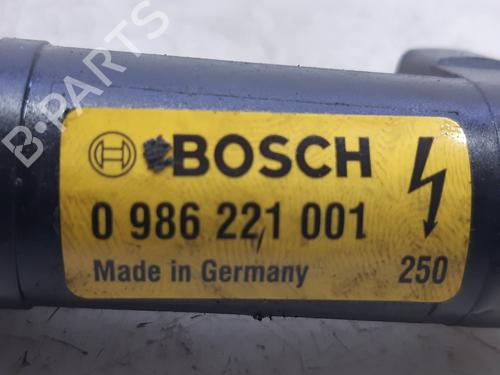 B-PARTS
BOSCH
0 986 221 001
Made in Germany 250